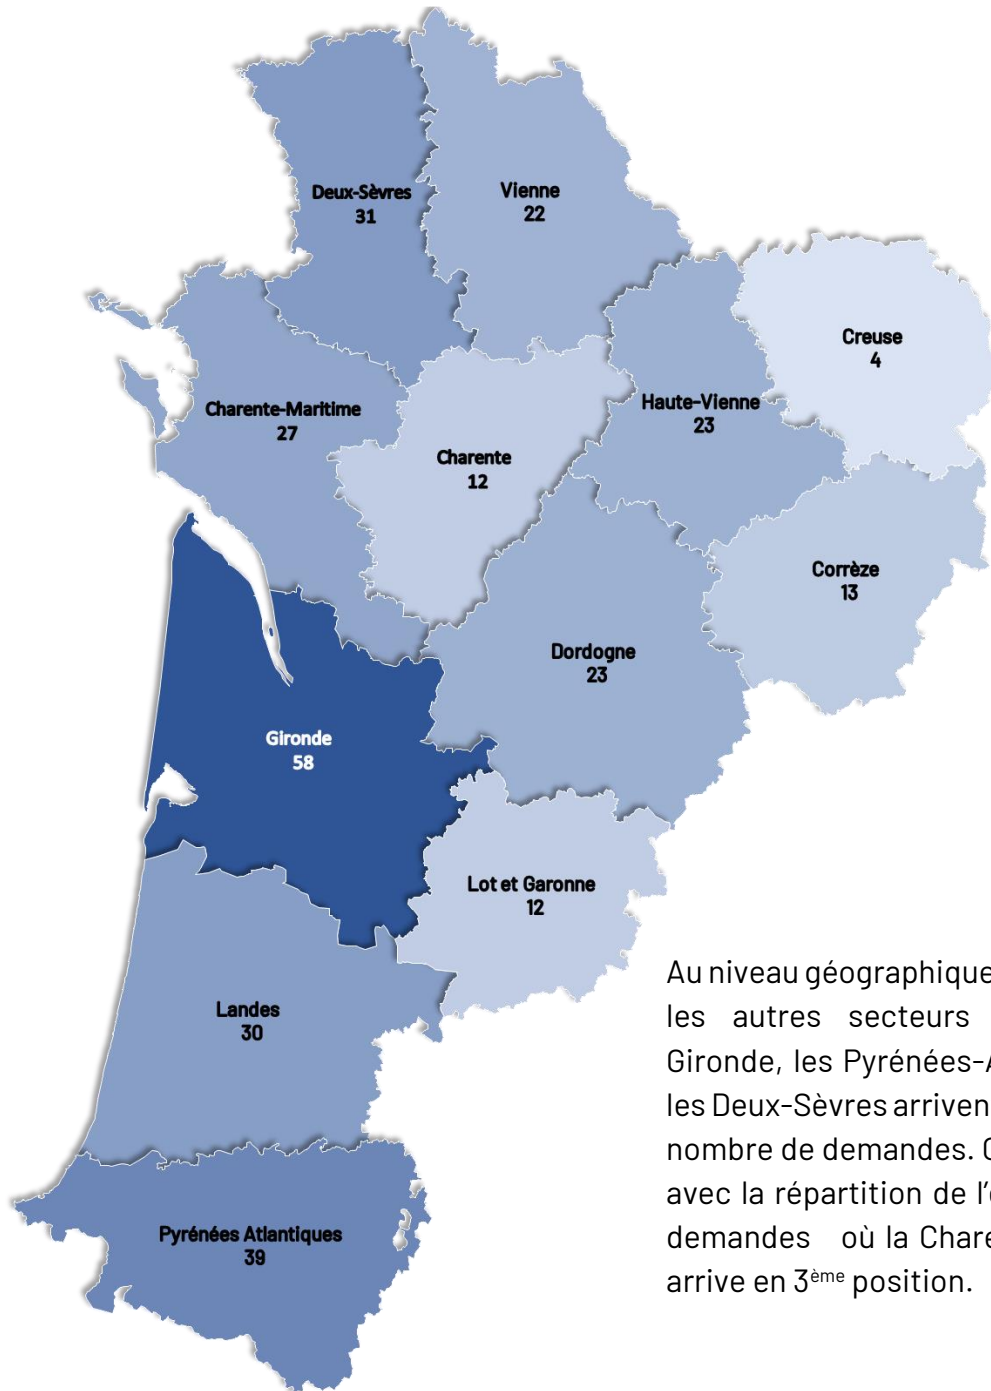 Deux-Sèvres
31
Vienne
22
Creuse
4
Charente-Maritime
27
Haute-Vienne
23
Charente
12
Corrèze
13
Dordogne
23
Gironde
58
Lot et Garonne
12
Landes
30
Pyrénées Atlantiques
39
Au niveau géographique
les autres secteurs
Gironde, les Pyrénées-
les Deux-Sèvres arriven
nombre de demandes.
avec la répartition de
demandes où la Chare
arrive en 3ème position.